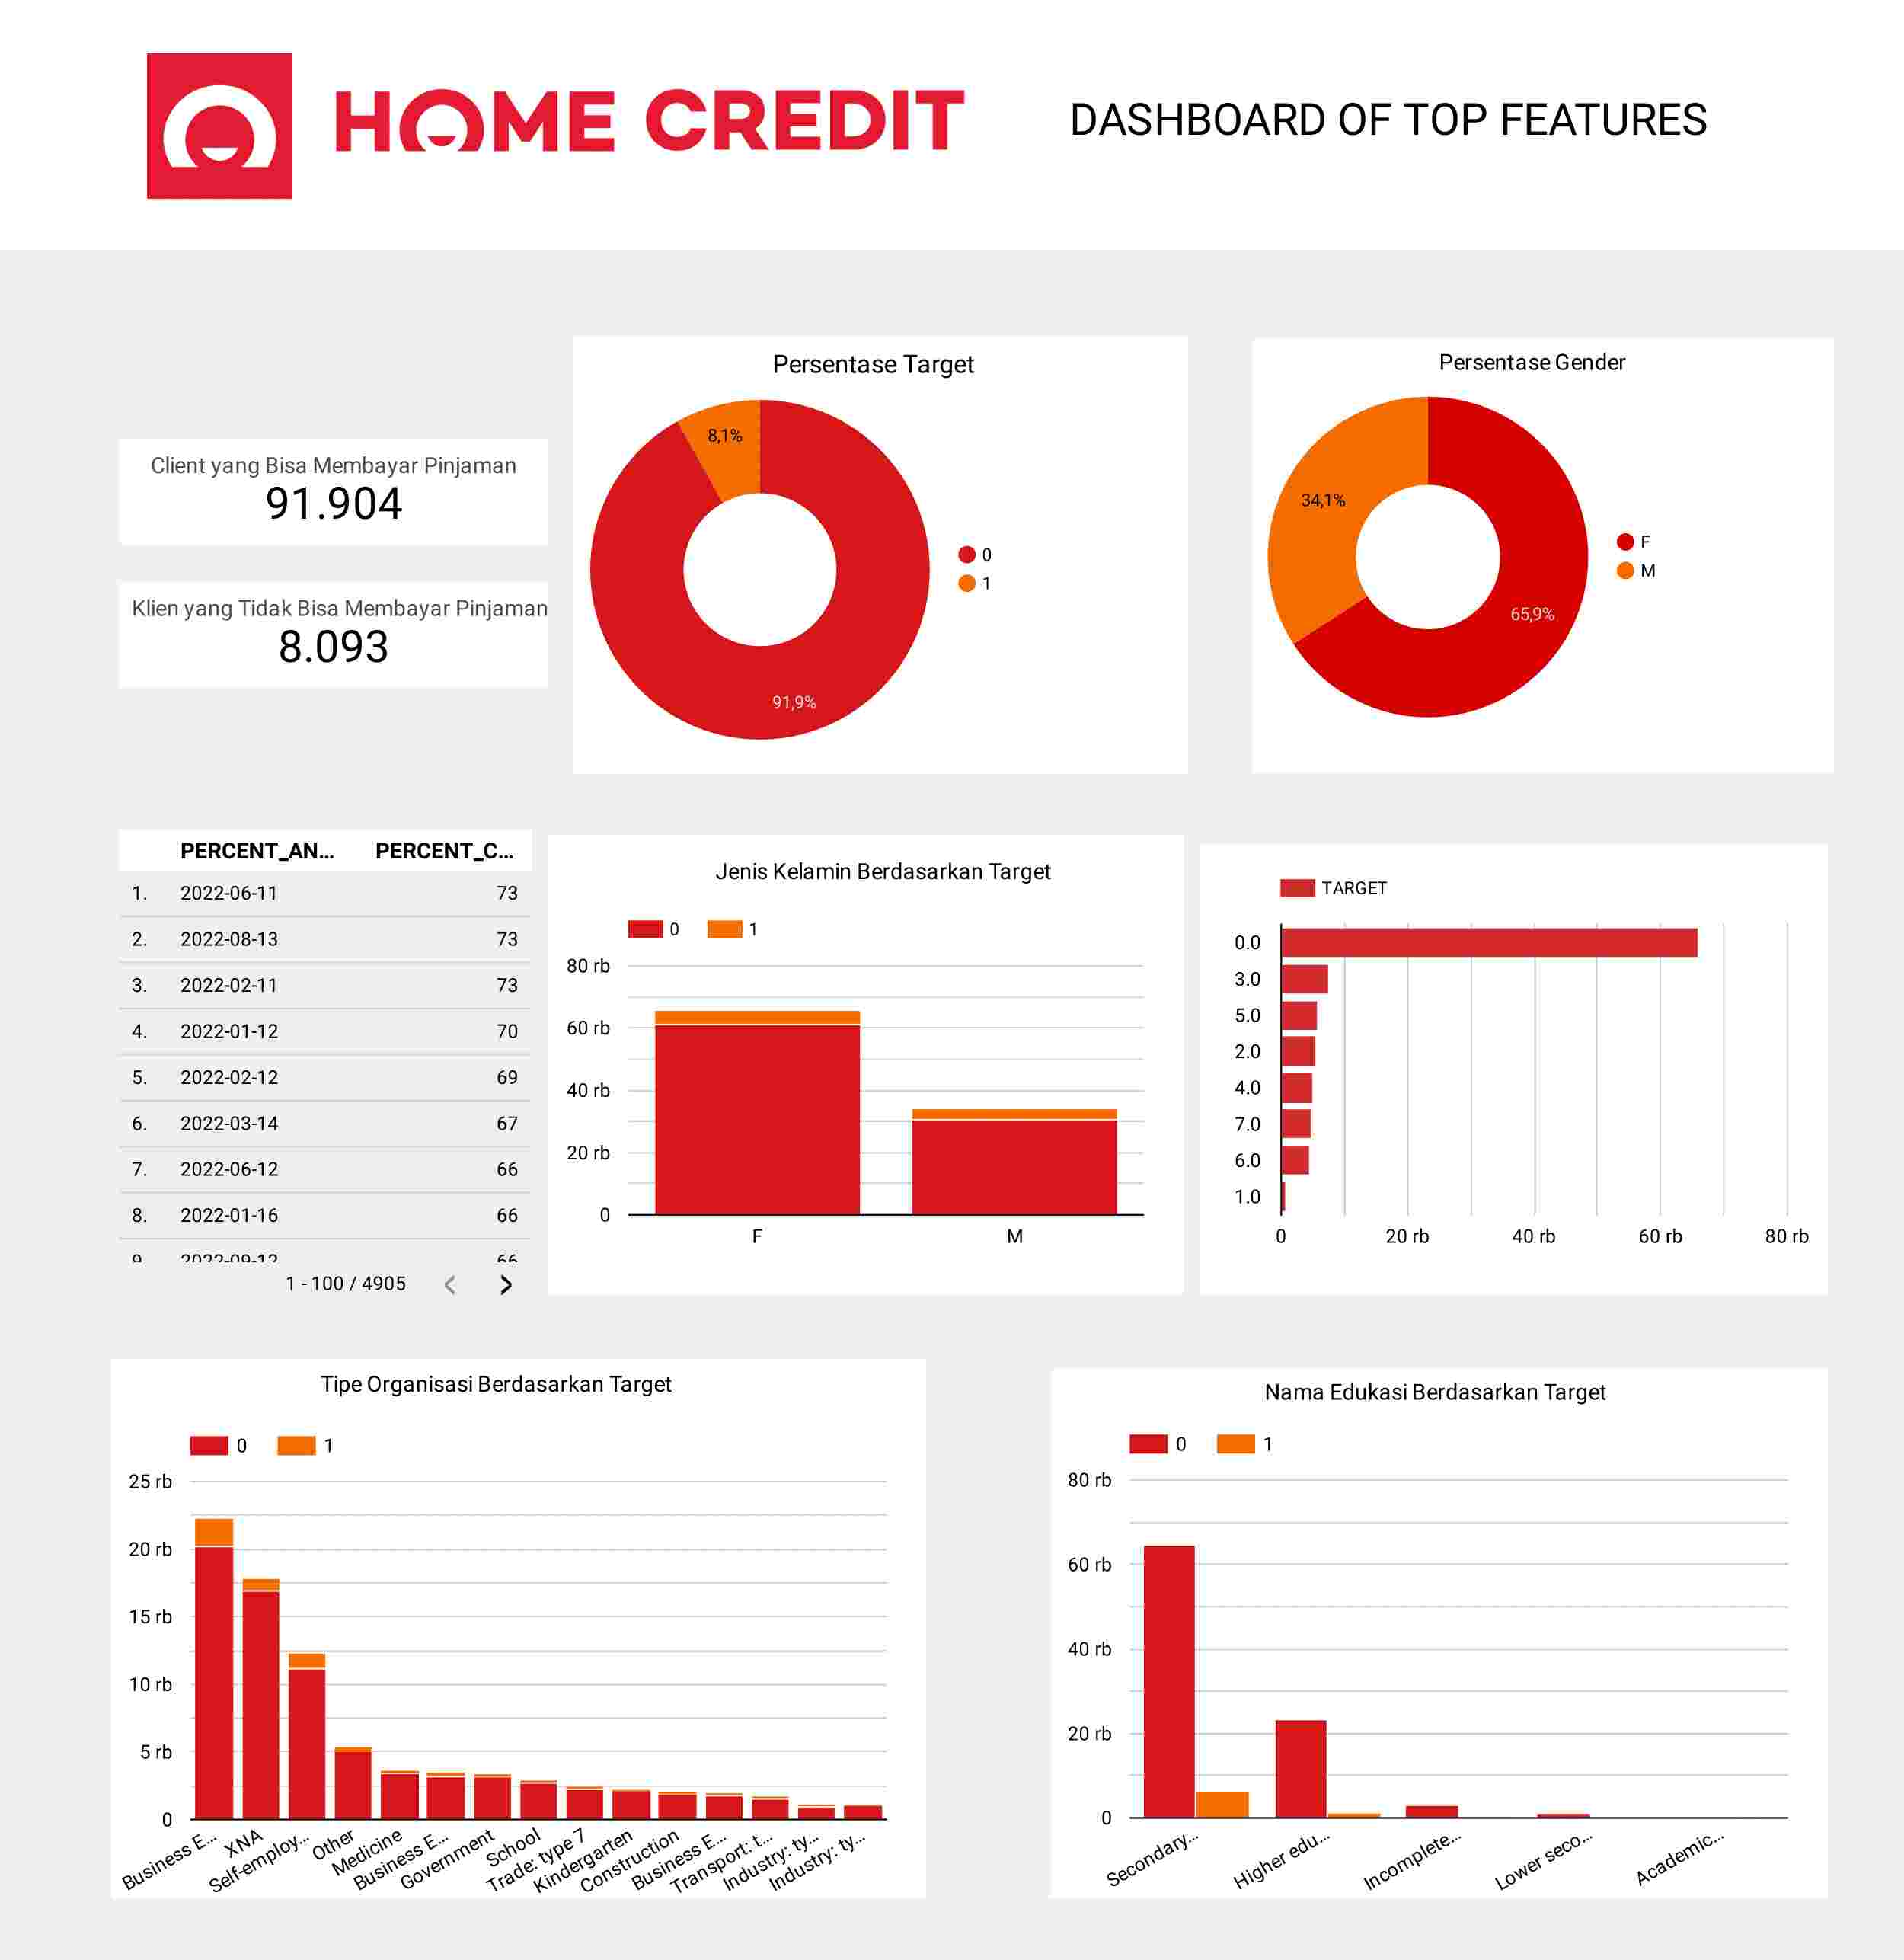 HOME CREDIT
DASHBOARD OF TOP FEATURES
Client yang Bisa Membayar Pinjaman
91.904
Klien yang Tidak Bisa Membayar Pinjaman
8.093
Persentase Target
8,1%
91,9%
0
1
Persentase Gender
34,1%
65,9%
F
M
PERCENT_AN... PERCENT_C...
1. 2022-06-11 73
2. 2022-08-13 73
3. 2022-02-11 73
4. 2022-01-12 70
5. 2022-02-12 69
6. 2022-03-14 67
7. 2022-06-12 66
8. 2022-01-16 66
9. 2022-09-12 66
1 - 100 / 4905
Jenis Kelamin Berdasarkan Target
0 1
80 rb
60 rb
40 rb
20 rb
0
F M
TARGET
0.0
3.0
5.0
2.0
4.0
7.0
6.0
1.0
0 20 rb 40 rb 60 rb 80 rb
Tipe Organisasi Berdasarkan Target
0 1
25 rb
20 rb
15 rb
10 rb
5 rb
0
Business E...
XNA
Self-employ...
Other
Medicine
Business E...
Government
School
Trade: type 7
Kindergarten
Construction
Business E...
Transport: t...
Industry: ty...
Industry: ty...
Nama Edukasi Berdasarkan Target
0 1
80 rb
60 rb
40 rb
20 rb
0
Secondary...
Higher edu...
Incomplete...
Lower seco...
Academic...